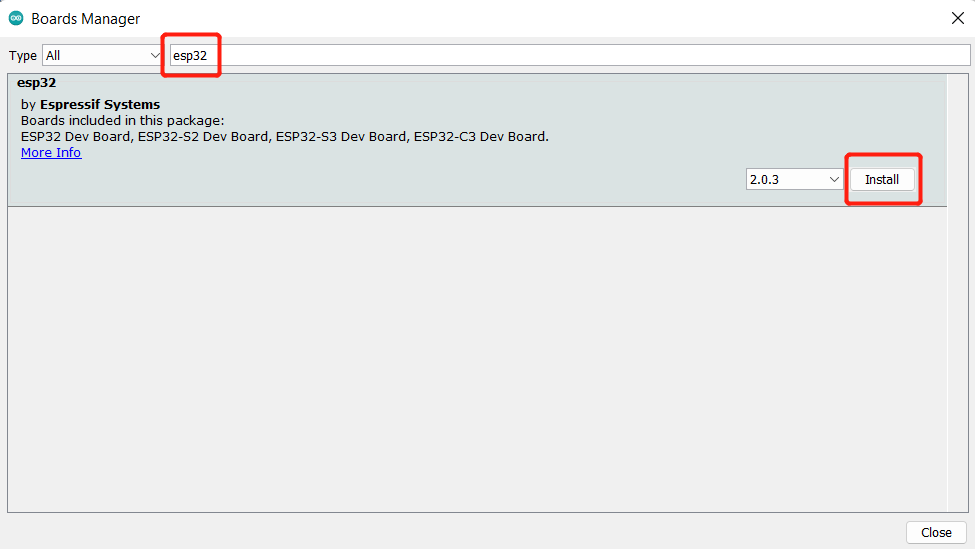 Boards Manager
Type All esp32
esp32
by Espressif Systems
Boards included in this package:
ESP32 Dev Board, ESP32-S2 Dev Board, ESP32-S3 Dev Board, ESP32-C3 Dev Board.
More Info
2.0.3 Install
Close